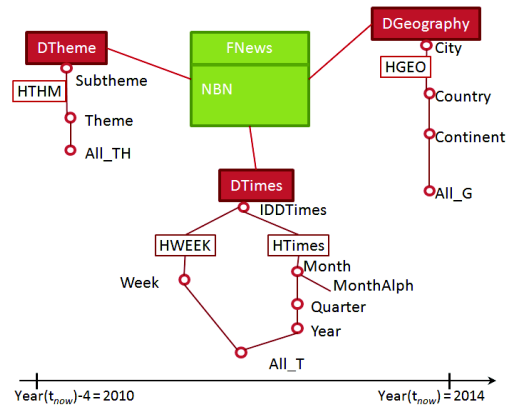 DTheme
FNews
DGeography
NBN
City
Subtheme
HGEO
HTHM
Country
Theme
Continent
All_TH
DTimes
All_G
IDDTimes
HWEEK
HTimes
Month
Week
MonthAlph
Quarter
Year
All_T
Year(tnow)-4=2010
Year(tnow)=2014